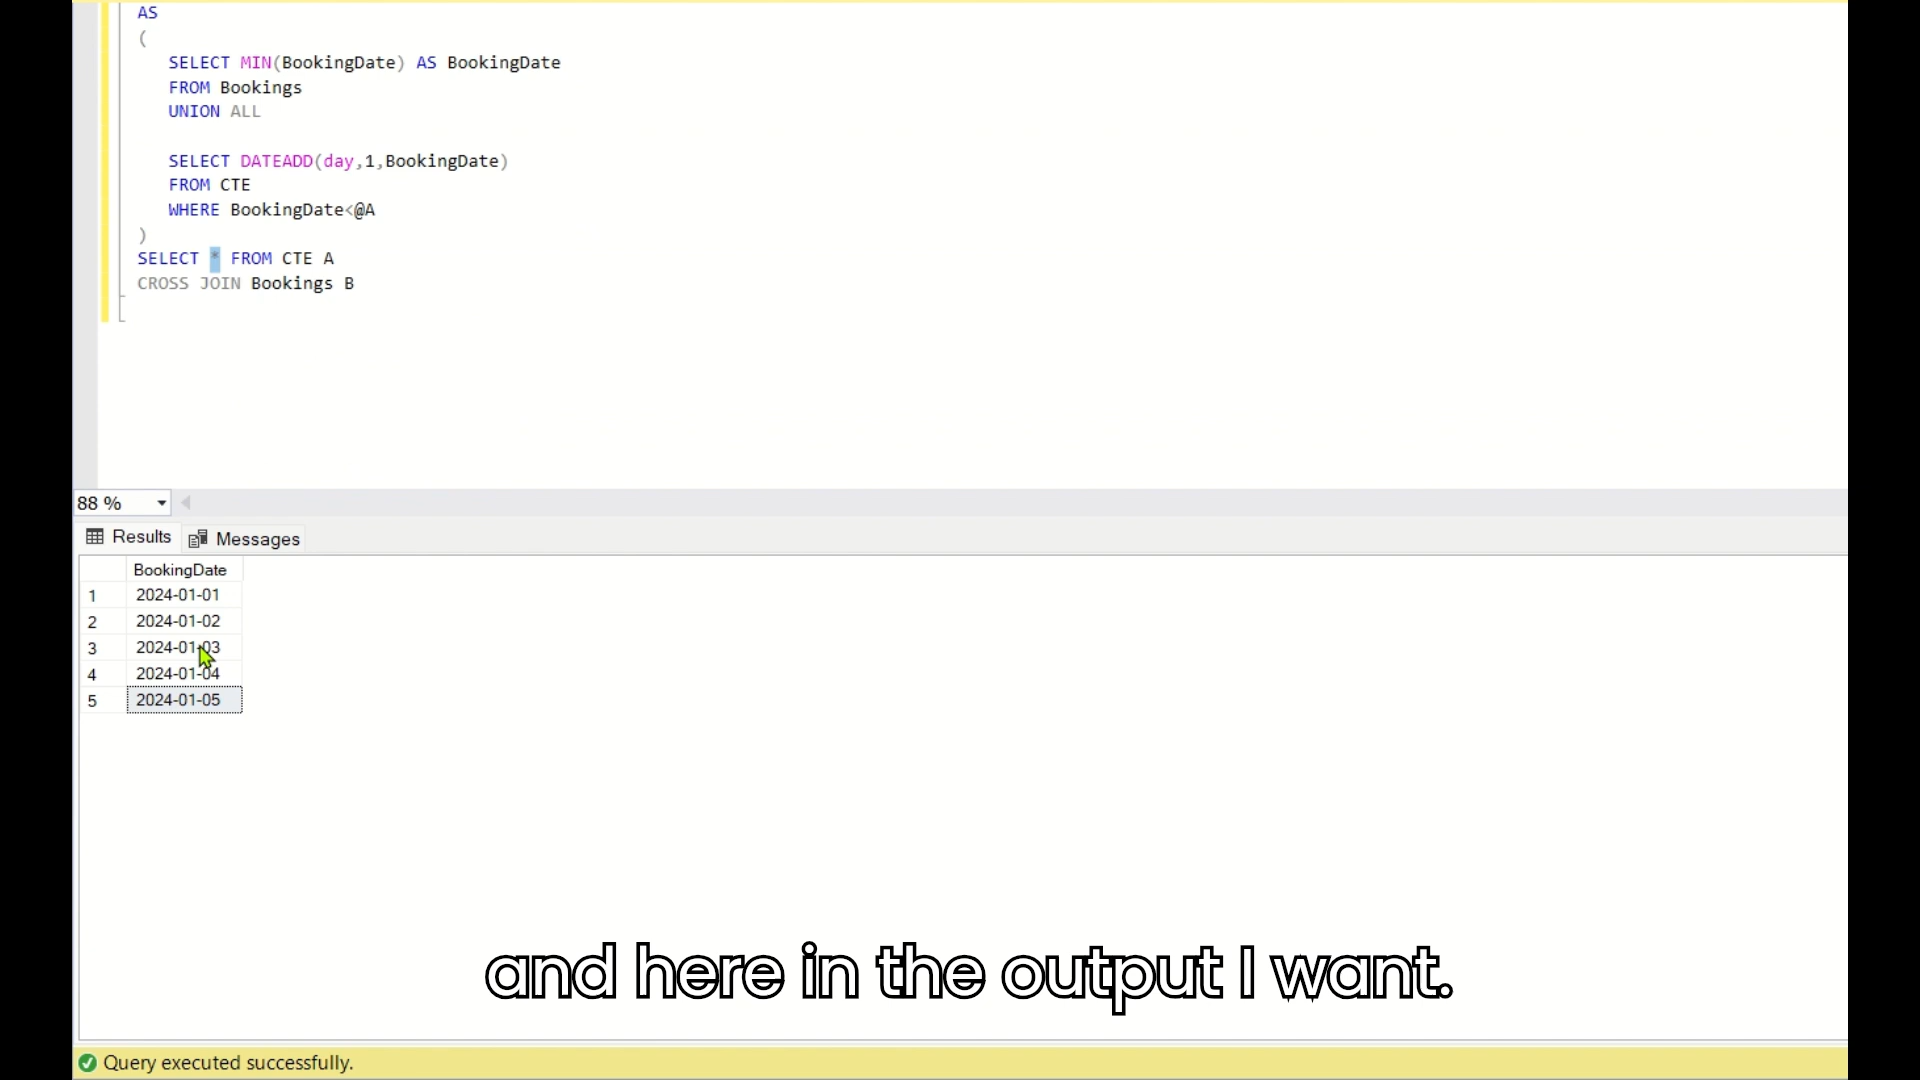 AS
(
SELECT MIN(BookingDate) AS BookingDate
FROM Bookings
UNION ALL
SELECT DATEADD(day,1,BookingDate)
FROM CTE
WHERE BookingDate<@A
)
SELECT * FROM CTE A
CROSS JOIN Bookings B
88 %
Results Messages
BookingDate
1 2024-01-01
2 2024-01-02
3 2024-01-03
4 2024-01-04
5 2024-01-05
and here in the output I want.
Query executed successfully.